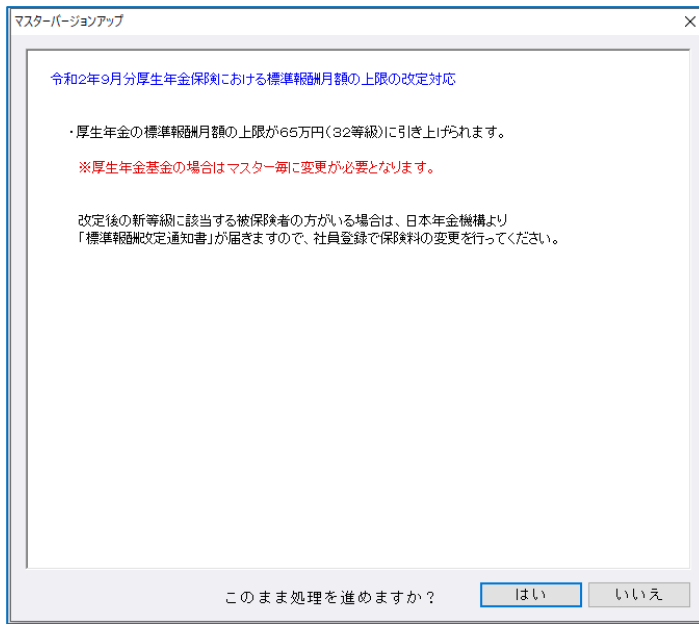 マスターバージョンアップ
令和2年9月分厚生年金保険における標準報酬月額の上限の改定対応
・厚生年金の標準報酬月額の上限が65万円(32等級)に引き上げられます。
※厚生年金基金の場合はマスター毎に変更が必要となります。
改定後の新等級に該当する被保険者の方がいる場合は、日本年金機構より
「標準報酬改定通知書」が届きますので、社員登録で保険料の変更を行ってください。
このまま処理を進めますか?
はい
いいえ